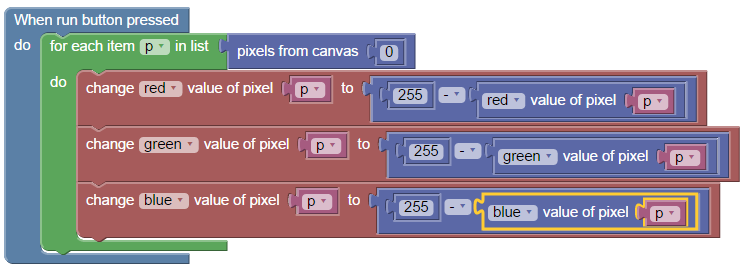 When run button pressed
do for each item p in list pixels from canvas 0
do change red value of pixel p to 255 - red value of pixel p
change green value of pixel p to 255 - green value of pixel p
change blue value of pixel p to 255 - blue value of pixel p